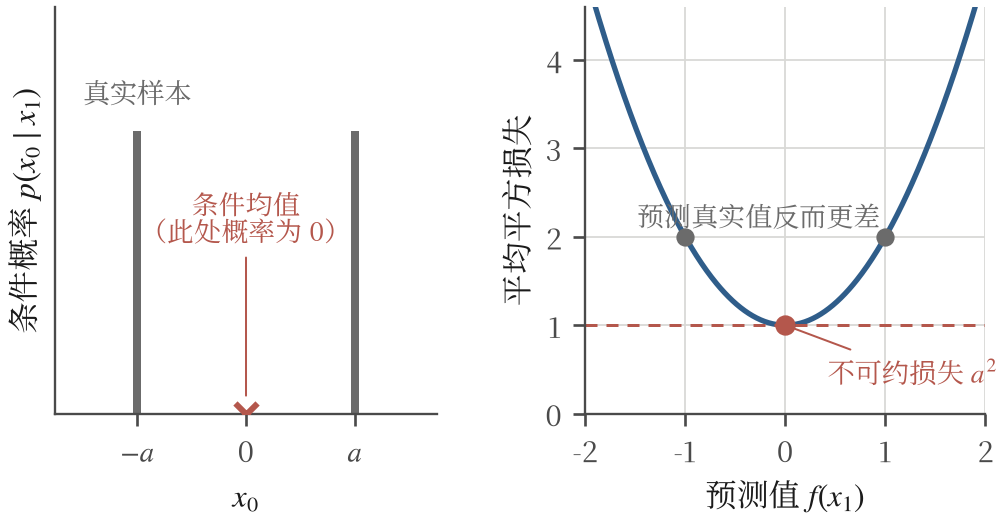 真实样本
条件均值
（此处概率为 0）
条件概率 p(x₀ | x₁)
−a
0
a
x₀
平均平方损失
4
3
2
1
0
预测真实值反而更差
不可约损失 a²
-2
-1
0
1
2
预测值 f(x₁)